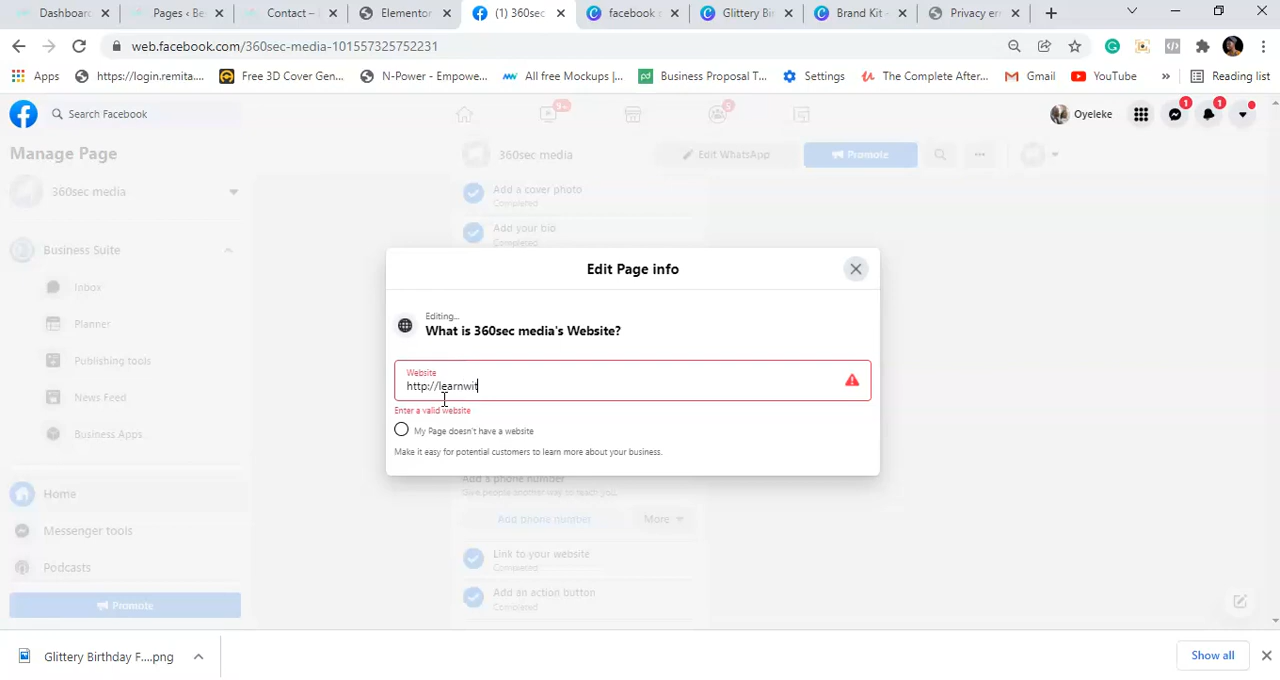 Dashboard
Pages ‹ Be
Contact –
Elementor
(1) 360sec
facebook
Glittery Bir
Brand Kit -
Privacy err
web.facebook.com/360sec-media-101557325752231
Apps
https://login.remita....
Free 3D Cover Gen...
N-Power - Empowe...
All free Mockups |...
Business Proposal T...
Settings
The Complete After...
Gmail
YouTube
»
Reading list
Search Facebook
9+
5
Oyeleke
1
1
Manage Page
360sec media
Edit WhatsApp
Promote
360sec media
Add a cover photo
Completed
Add your bio
Completed
Business Suite
Inbox
Planner
Publishing tools
News Feed
Business Apps
Edit Page info
Editing...
What is 360sec media's Website?
Website
http://learnwit
Enter a valid website
My Page doesn't have a website
Make it easy for potential customers to learn more about your business.
Add a phone number
Give people another way to reach you.
Add phone number
More
Home
Messenger tools
Podcasts
Link to your website
Completed
Add an action button
Completed
Promote
Glittery Birthday F....png
Show all